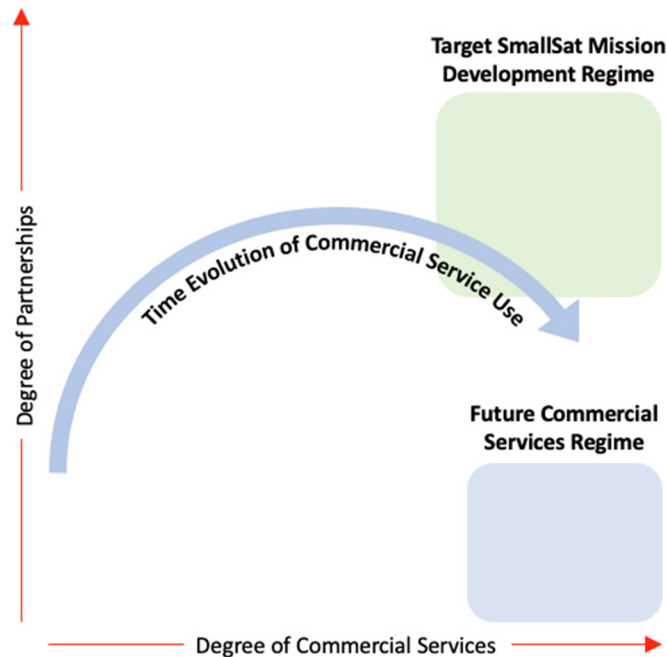 Target SmallSat Mission
Development Regime
Degree of Partnerships
Time Evolution of Commercial Service Use
Future Commercial
Services Regime
Degree of Commercial Services